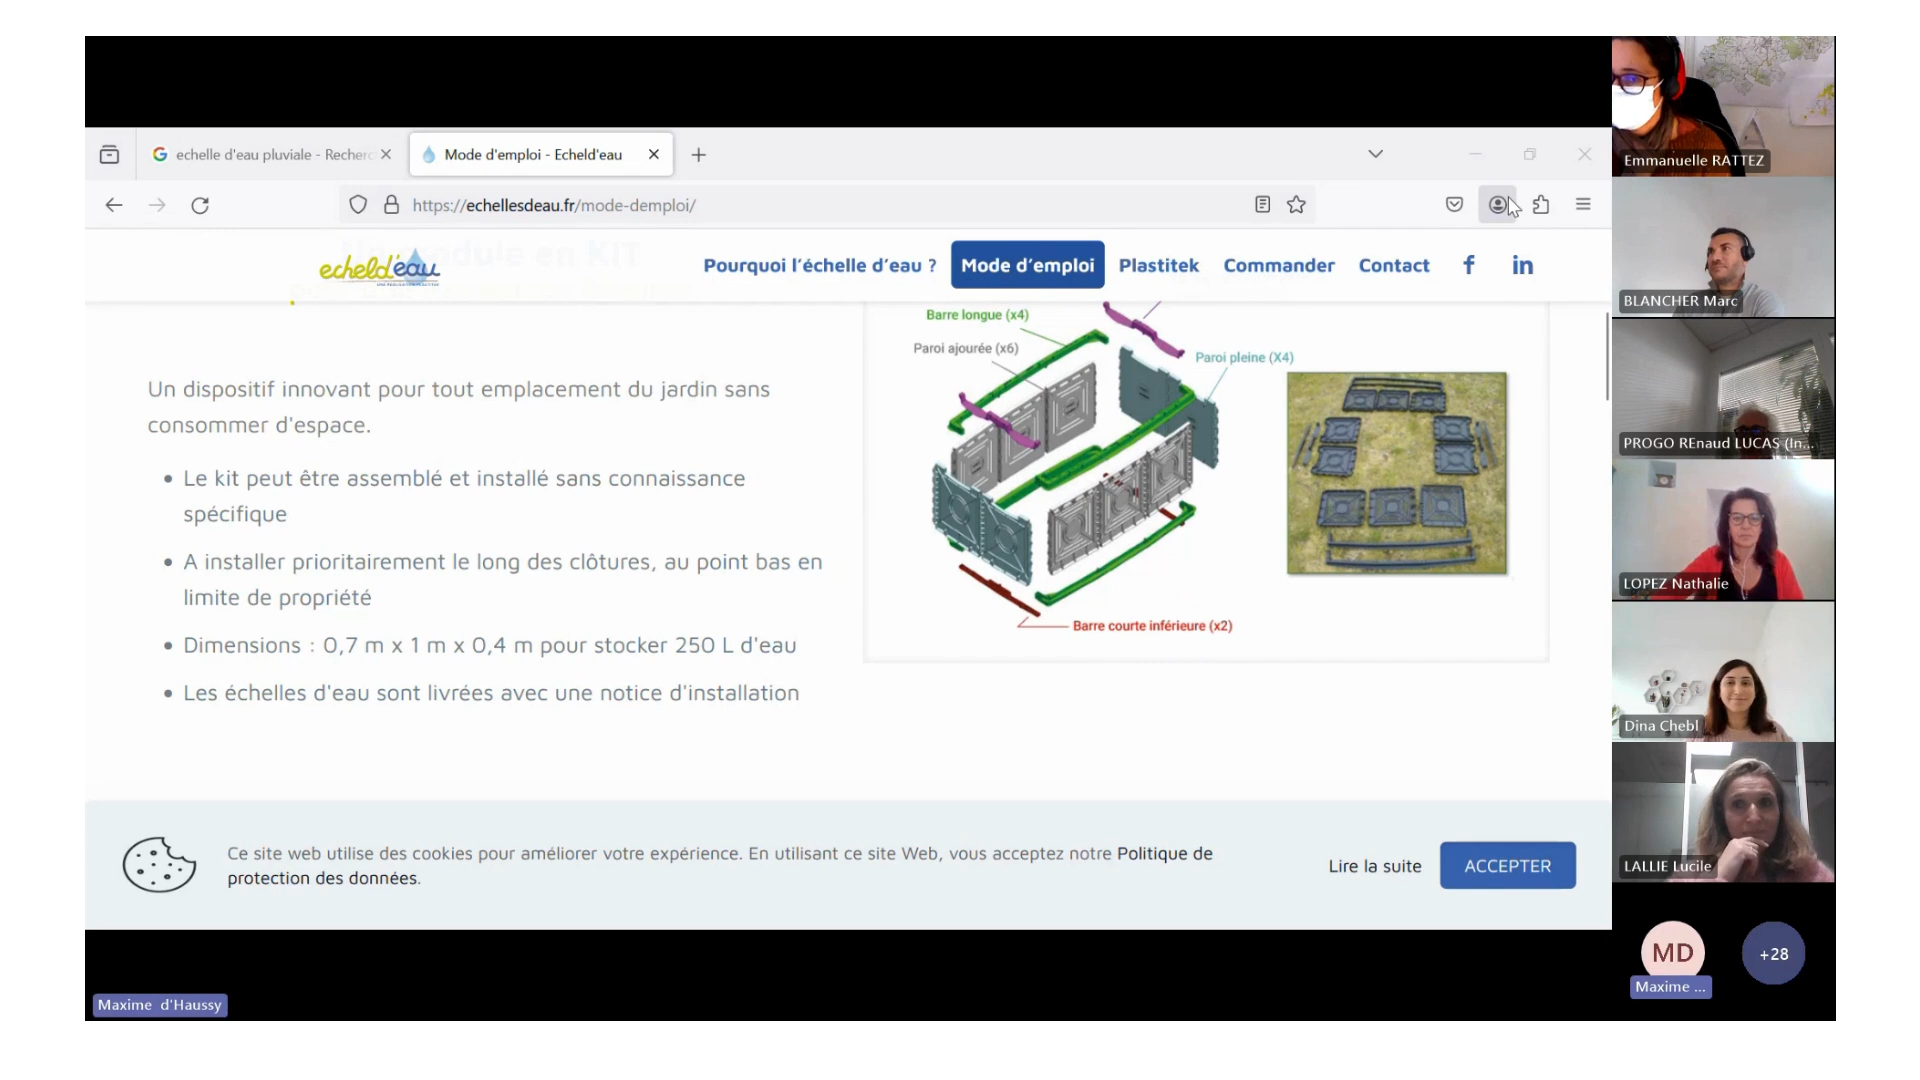 echelle d'eau pluviale - Recherc
Mode d'emploi - Echeld'eau
https://echellesdeau.fr/mode-demploi/
Un module en KIT
echeld'eau
Pourquoi l'échelle d'eau ?
Mode d'emploi
Plastitek
Commander
Contact
f
in
Barre longue (x4)
Paroi ajourée (x6)
Paroi pleine (X4)
Barre courte inférieure (x2)
Un dispositif innovant pour tout emplacement du jardin sans
consommer d'espace.
• Le kit peut être assemblé et installé sans connaissance
spécifique
• A installer prioritairement le long des clôtures, au point bas en
limite de propriété
• Dimensions : 0,7 m x 1 m x 0,4 m pour stocker 250 L d'eau
• Les échelles d'eau sont livrées avec une notice d'installation
Ce site web utilise des cookies pour améliorer votre expérience. En utilisant ce site Web, vous acceptez notre Politique de
protection des données.
Lire la suite
ACCEPTER
Maxime d'Haussy
Emmanuelle RATTEZ
BLANCHER Marc
PROGO REnaud LUCAS (In...
LOPEZ Nathalie
Dina Chebl
LALLIE Lucile
MD
Maxime ...
+28